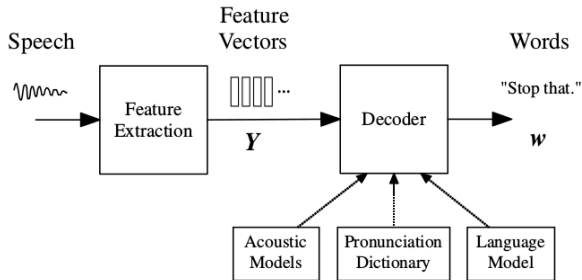 Speech
Feature
Vectors
Words
Feature
Extraction
...
Y
Decoder
"Stop that."
w
Acoustic
Models
Pronunciation
Dictionary
Language
Model